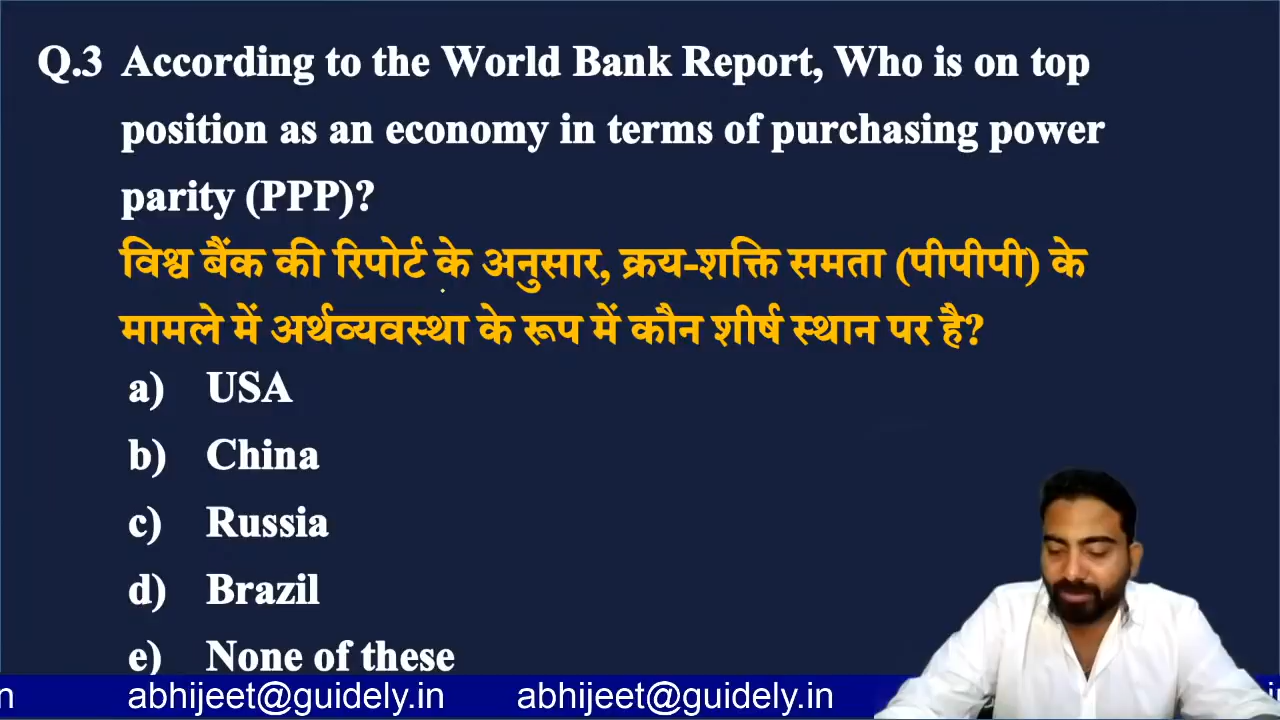 Q.3 According to the World Bank Report, Who is on top
position as an economy in terms of purchasing power
parity (PPP)?
विश्व बैंक की रिपोर्ट के अनुसार, क्रय-शक्ति समता (पीपीपी) के
मामले में अर्थव्यवस्था के रूप में कौन शीर्ष स्थान पर है?
a) USA
b) China
c) Russia
d) Brazil
e) None of these
n abhijeet@guidely.in abhijeet@guidely.in